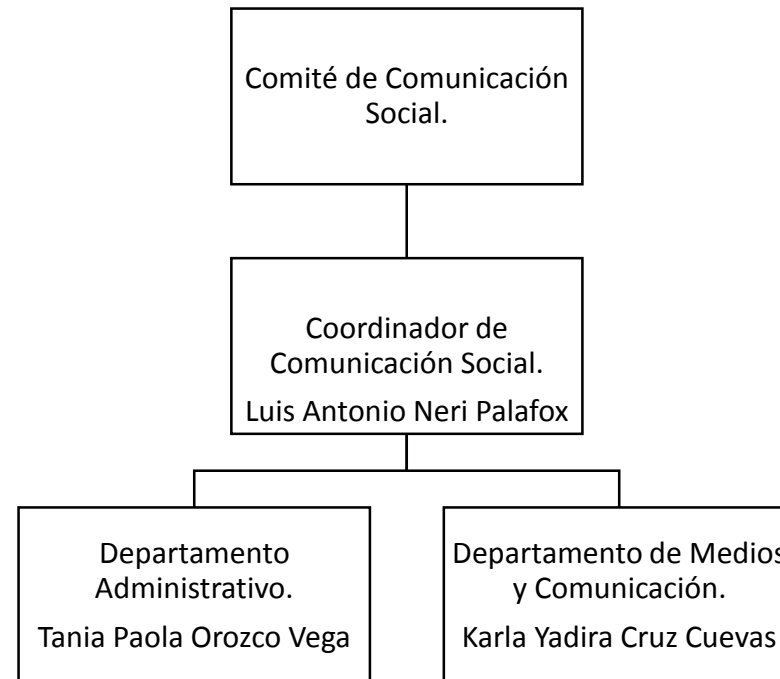 Comité de Comunicación
Social.
Coordinador de
Comunicación Social.
Luis Antonio Neri Palafox
Departamento
Administrativo.
Tania Paola Orozco Vega
Departamento de Medios
y Comunicación.
Karla Yadira Cruz Cuevas